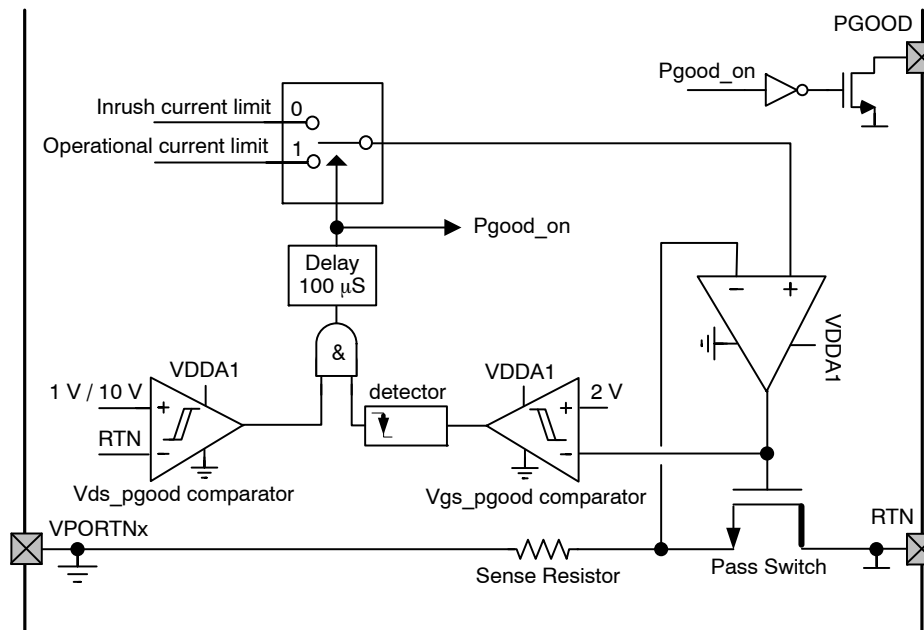 PGOOD
Pgood_on
Inrush current limit
0
Operational current limit
1
Pgood_on
Delay
100 μS
− +
VDDA1
&
VDDA1
1 V / 10 V
+
RTN
−
Vds_pgood comparator
detector
VDDA1
+
2 V
−
Vgs_pgood comparator
VPORTNx
Sense Resistor
Pass Switch
RTN